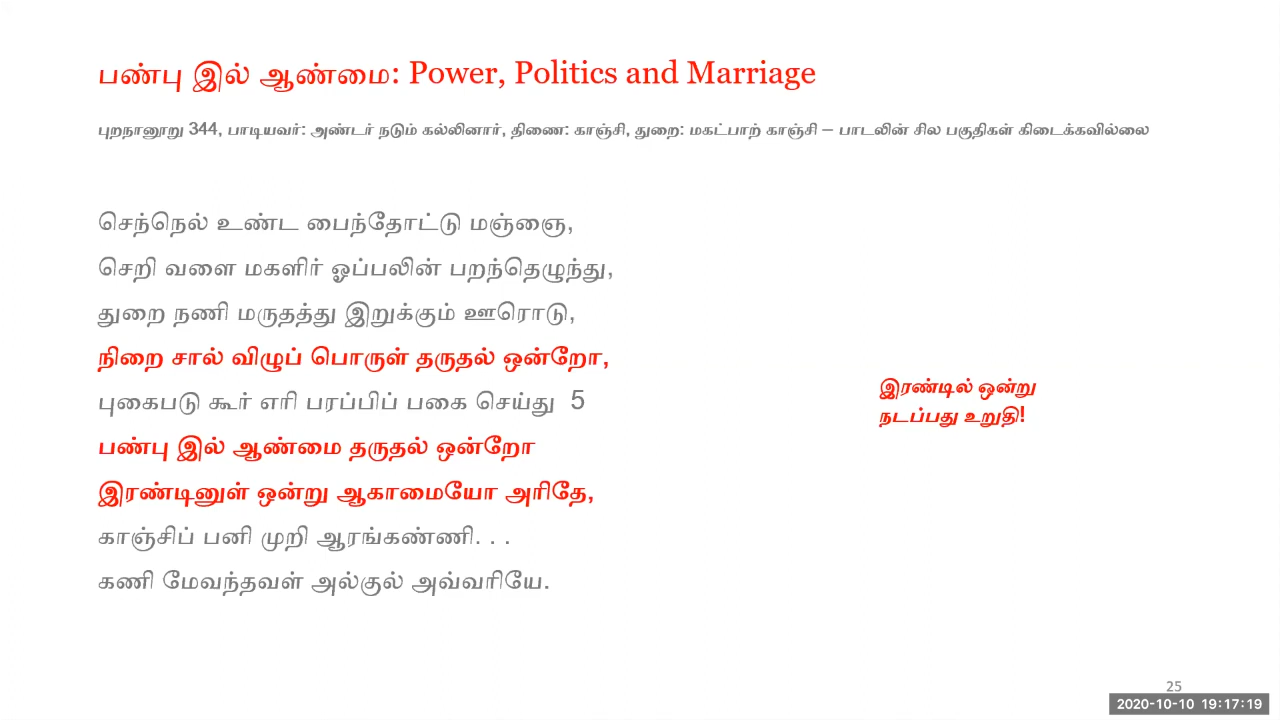 பண்பு இல் ஆண்மை: Power, Politics and Marriage
புறநானூறு 344, பாடியவர்: அண்டர் நடும் கல்லினார், திணை: காஞ்சி, துறை: மகட்பாற் காஞ்சி – பாடலின் சில பகுதிகள் கிடைக்கவில்லை
செந்நெல் உண்ட பைந்தோட்டு மஞ்ஞை,
செறி வளை மகளிர் ஓப்பலின் பறந்தெழுந்து,
துறை நணி மருதத்து இறுக்கும் ஊரொடு,
நிறை சால் விழுப் பொருள் தருதல் ஒன்றோ,
புகைபடு கூர் எரி பரப்பிப் பகை செய்து 5
பண்பு இல் ஆண்மை தருதல் ஒன்றோ
இரண்டினுள் ஒன்று ஆகாமையோ அரிதே,
காஞ்சிப் பனி முறி ஆரங்கண்ணி. . .
கணி மேவந்தவள் அல்குல் அவ்வரியே.
இரண்டில் ஒன்று
நடப்பது உறுதி!
25
2020-10-10 19:17:19